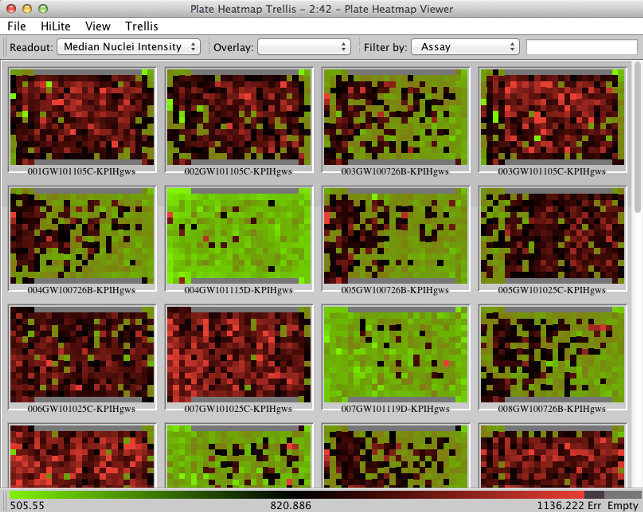 Plate Heatmap Trellis - 2:42 - Plate Heatmap Viewer
File HiLite View Trellis
Readout: Median Nuclei Intensity Overlay: Filter by: Assay
001GW101105C-KPIHgws 002GW101105C-KPIHgws 003GW100726B-KPIHgws 003GW101105C-KPIHgws
004GW100726B-KPIHgws 004GW101115D-KPIHgws 005GW100726B-KPIHgws 005GW101025C-KPIHgws
006GW101025C-KPIHgws 007GW101025C-KPIHgws 007GW101119D-KPIHgws 008GW100726B-KPIHgws
505.55 820.886 1136.222 Err Empty